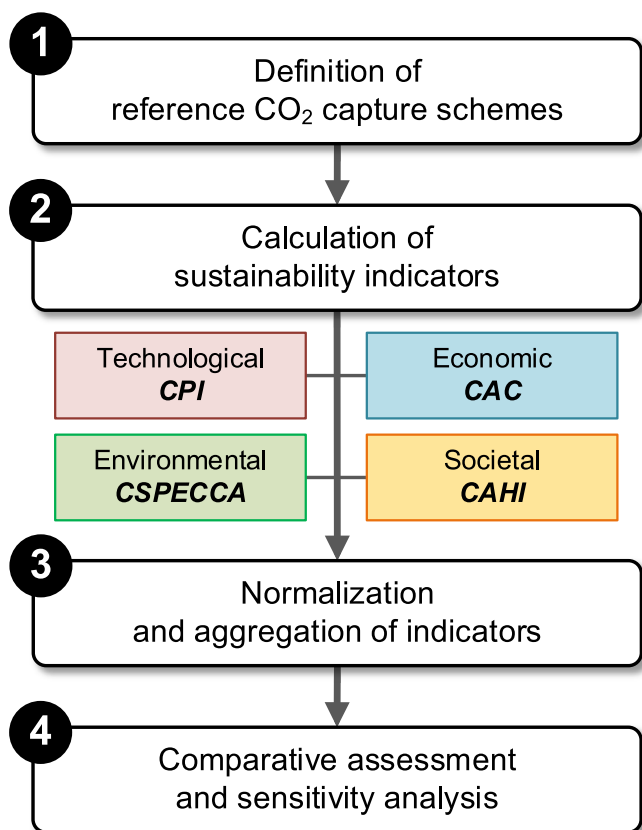 1
Definition of
reference CO₂ capture schemes
2
Calculation of
sustainability indicators
Technological
CPI
Economic
CAC
Environmental
CSPECCA
Societal
CAHI
3
Normalization
and aggregation of indicators
4
Comparative assessment
and sensitivity analysis